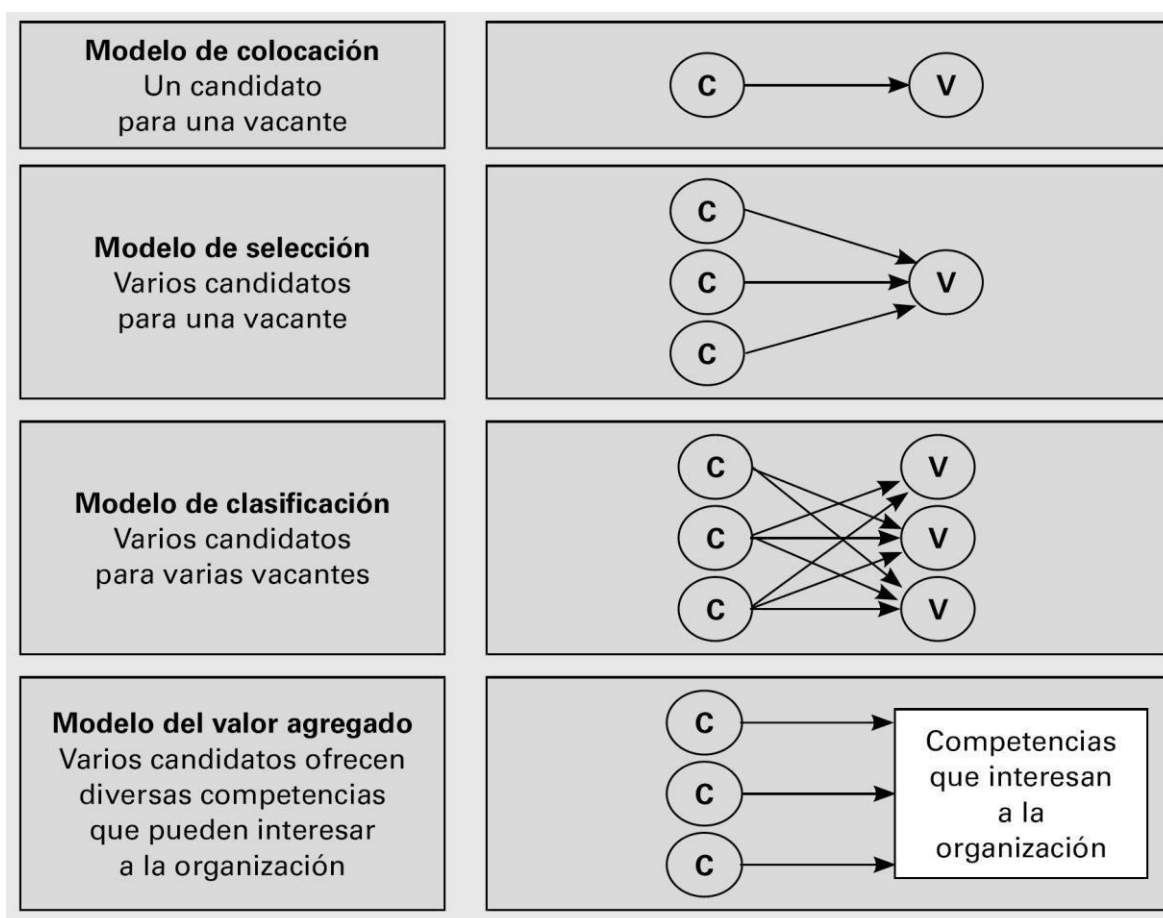 Modelo de colocación
Un candidato
para una vacante
C
V
Modelo de selección
Varios candidatos
para una vacante
C
C
V
C
Modelo de clasificación
Varios candidatos
para varias vacantes
C
V
C
V
C
V
Modelo del valor agregado
Varios candidatos ofrecen
diversas competencias
que pueden interesar
a la organización
C
C
C
Competencias
que interesan
a la
organización